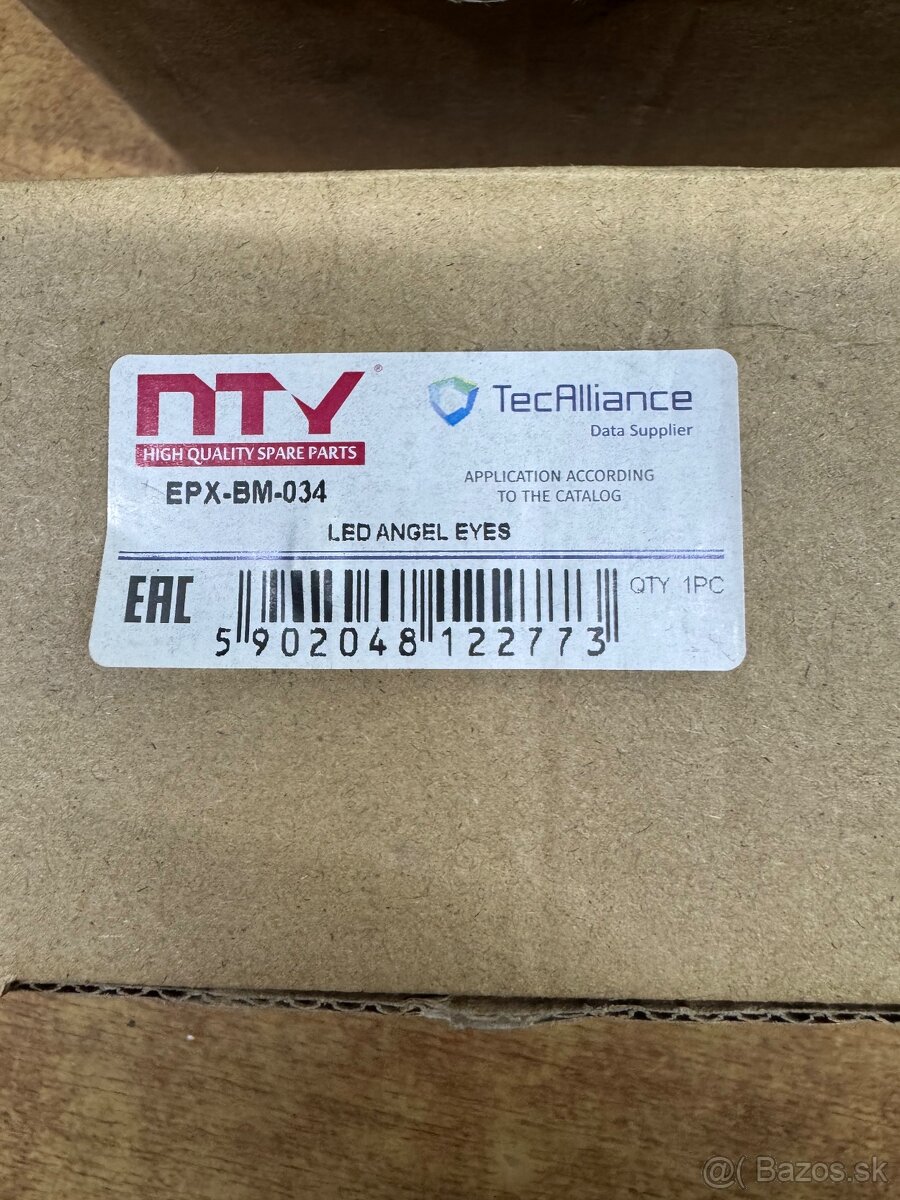 NTY®
TecAlliance
Data Supplier
HIGH QUALITY SPARE PARTS
EPX-BM-034
APPLICATION ACCORDING
TO THE CATALOG
LED ANGEL EYES
EAC
QTY 1PC
5 902048 122773
@( Bazos.sk